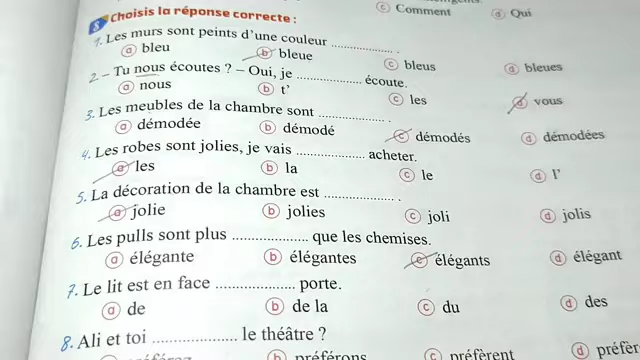 ⓒ Comment ⓓ Qui
8 Choisis la réponse correcte :
1. Les murs sont peints d'une couleur .................. .
ⓐ bleu ⓑ bleue ⓒ bleus ⓓ bleues
2 – Tu nous écoutes ? – Oui, je .................. écoute.
ⓐ nous ⓑ t' ⓒ les ⓓ vous
3. Les meubles de la chambre sont .................. .
ⓐ démodée ⓑ démodé ⓒ démodés ⓓ démodées
4. Les robes sont jolies, je vais .................. acheter.
ⓐ les ⓑ la ⓒ le ⓓ l'
5. La décoration de la chambre est .................. .
ⓐ jolie ⓑ jolies ⓒ joli ⓓ jolis
6. Les pulls sont plus .................. que les chemises.
ⓐ élégante ⓑ élégantes ⓒ élégants ⓓ élégant
7. Le lit est en face .................. porte.
ⓐ de ⓑ de la ⓒ du ⓓ des
8. Ali et toi .................. le théâtre ?
ⓑ préférons ⓒ préfèrent ⓓ préfèr